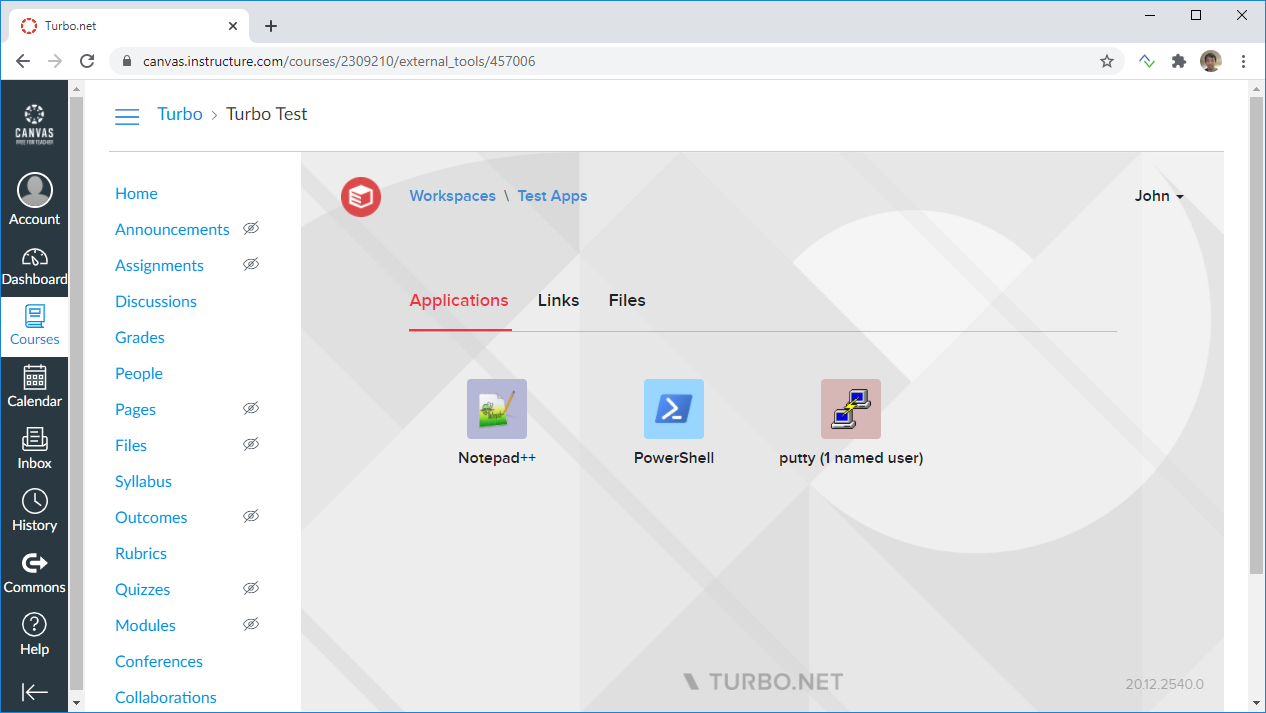 Turbo.net
canvas.instructure.com/courses/2309210/external_tools/457006
CANVAS
FREE FOR TEACHER
Account
Dashboard
Courses
Calendar
Inbox
History
Commons
Help
Turbo > Turbo Test
Home
Announcements
Assignments
Discussions
Grades
People
Pages
Files
Syllabus
Outcomes
Rubrics
Quizzes
Modules
Conferences
Collaborations
Workspaces \ Test Apps
John
Applications Links Files
Notepad++ PowerShell putty (1 named user)
TURBO.NET
20.12.2540.0